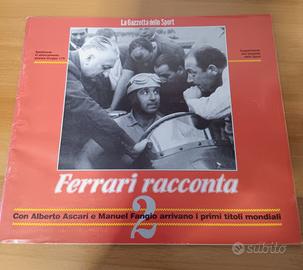 La Gazzetta dello Sport
Ferrari racconta
2
Con Alberto Ascari e Manuel Fangio arrivano i primi titoli mondiali
subito